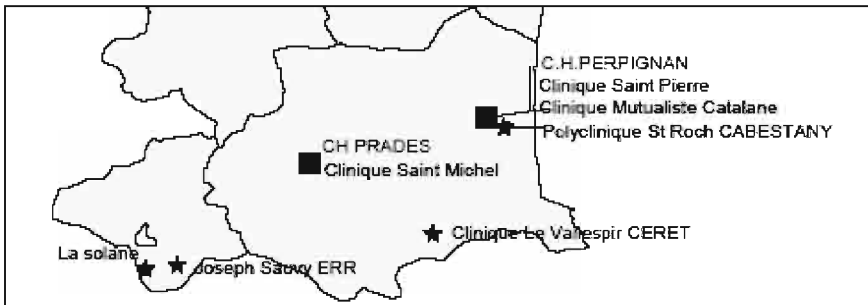 C.H.PERPIGNAN
Clinique Saint Pierre
Clinique Mutualiste Catalane
Polyclinique St Roch CABESTANY
CH PRADES
Clinique Saint Michel
Clinique Le Vallespir CERET
La solane
Joseph Sauvy ERR